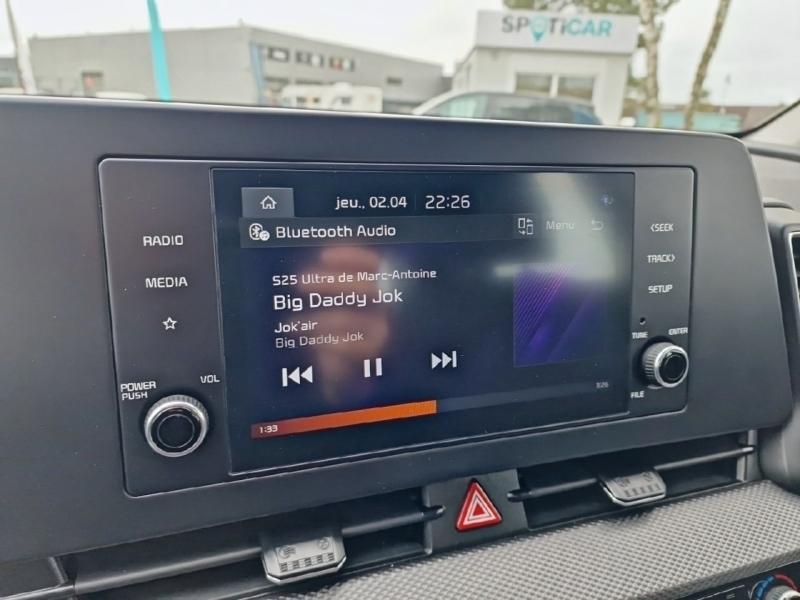 SPOTiCAR
jeu., 02.04 22:26
Bluetooth Audio Menu
S25 Ultra de Marc-Antoine
Big Daddy Jok
Jok'air
Big Daddy Jok
1:33
RADIO
MEDIA
POWER
PUSH
VOL
<SEEK
TRACK>
SETUP
TUNE
ENTER
FILE